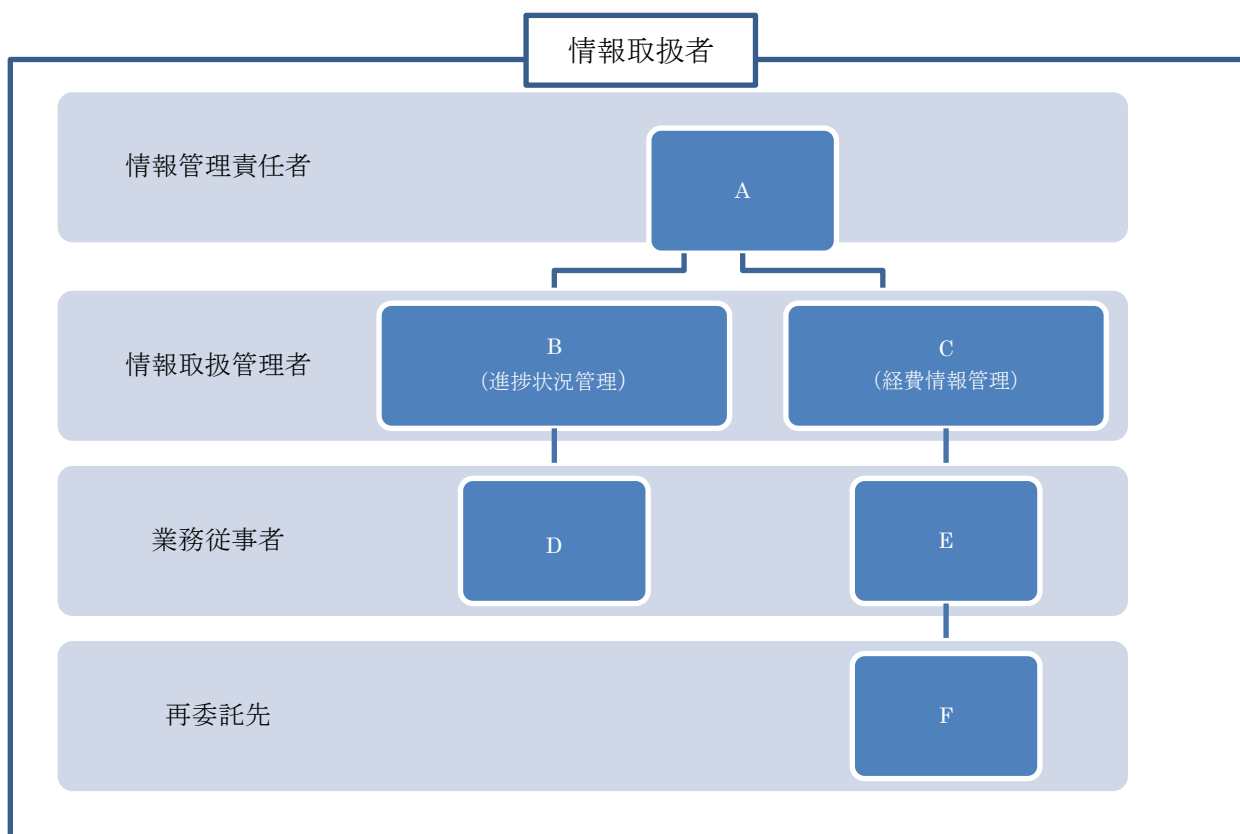 情報取扱者
情報管理責任者
A
情報取扱管理者
B
（進捗状況管理）
C
（経費情報管理）
業務従事者
D
E
再委託先
F